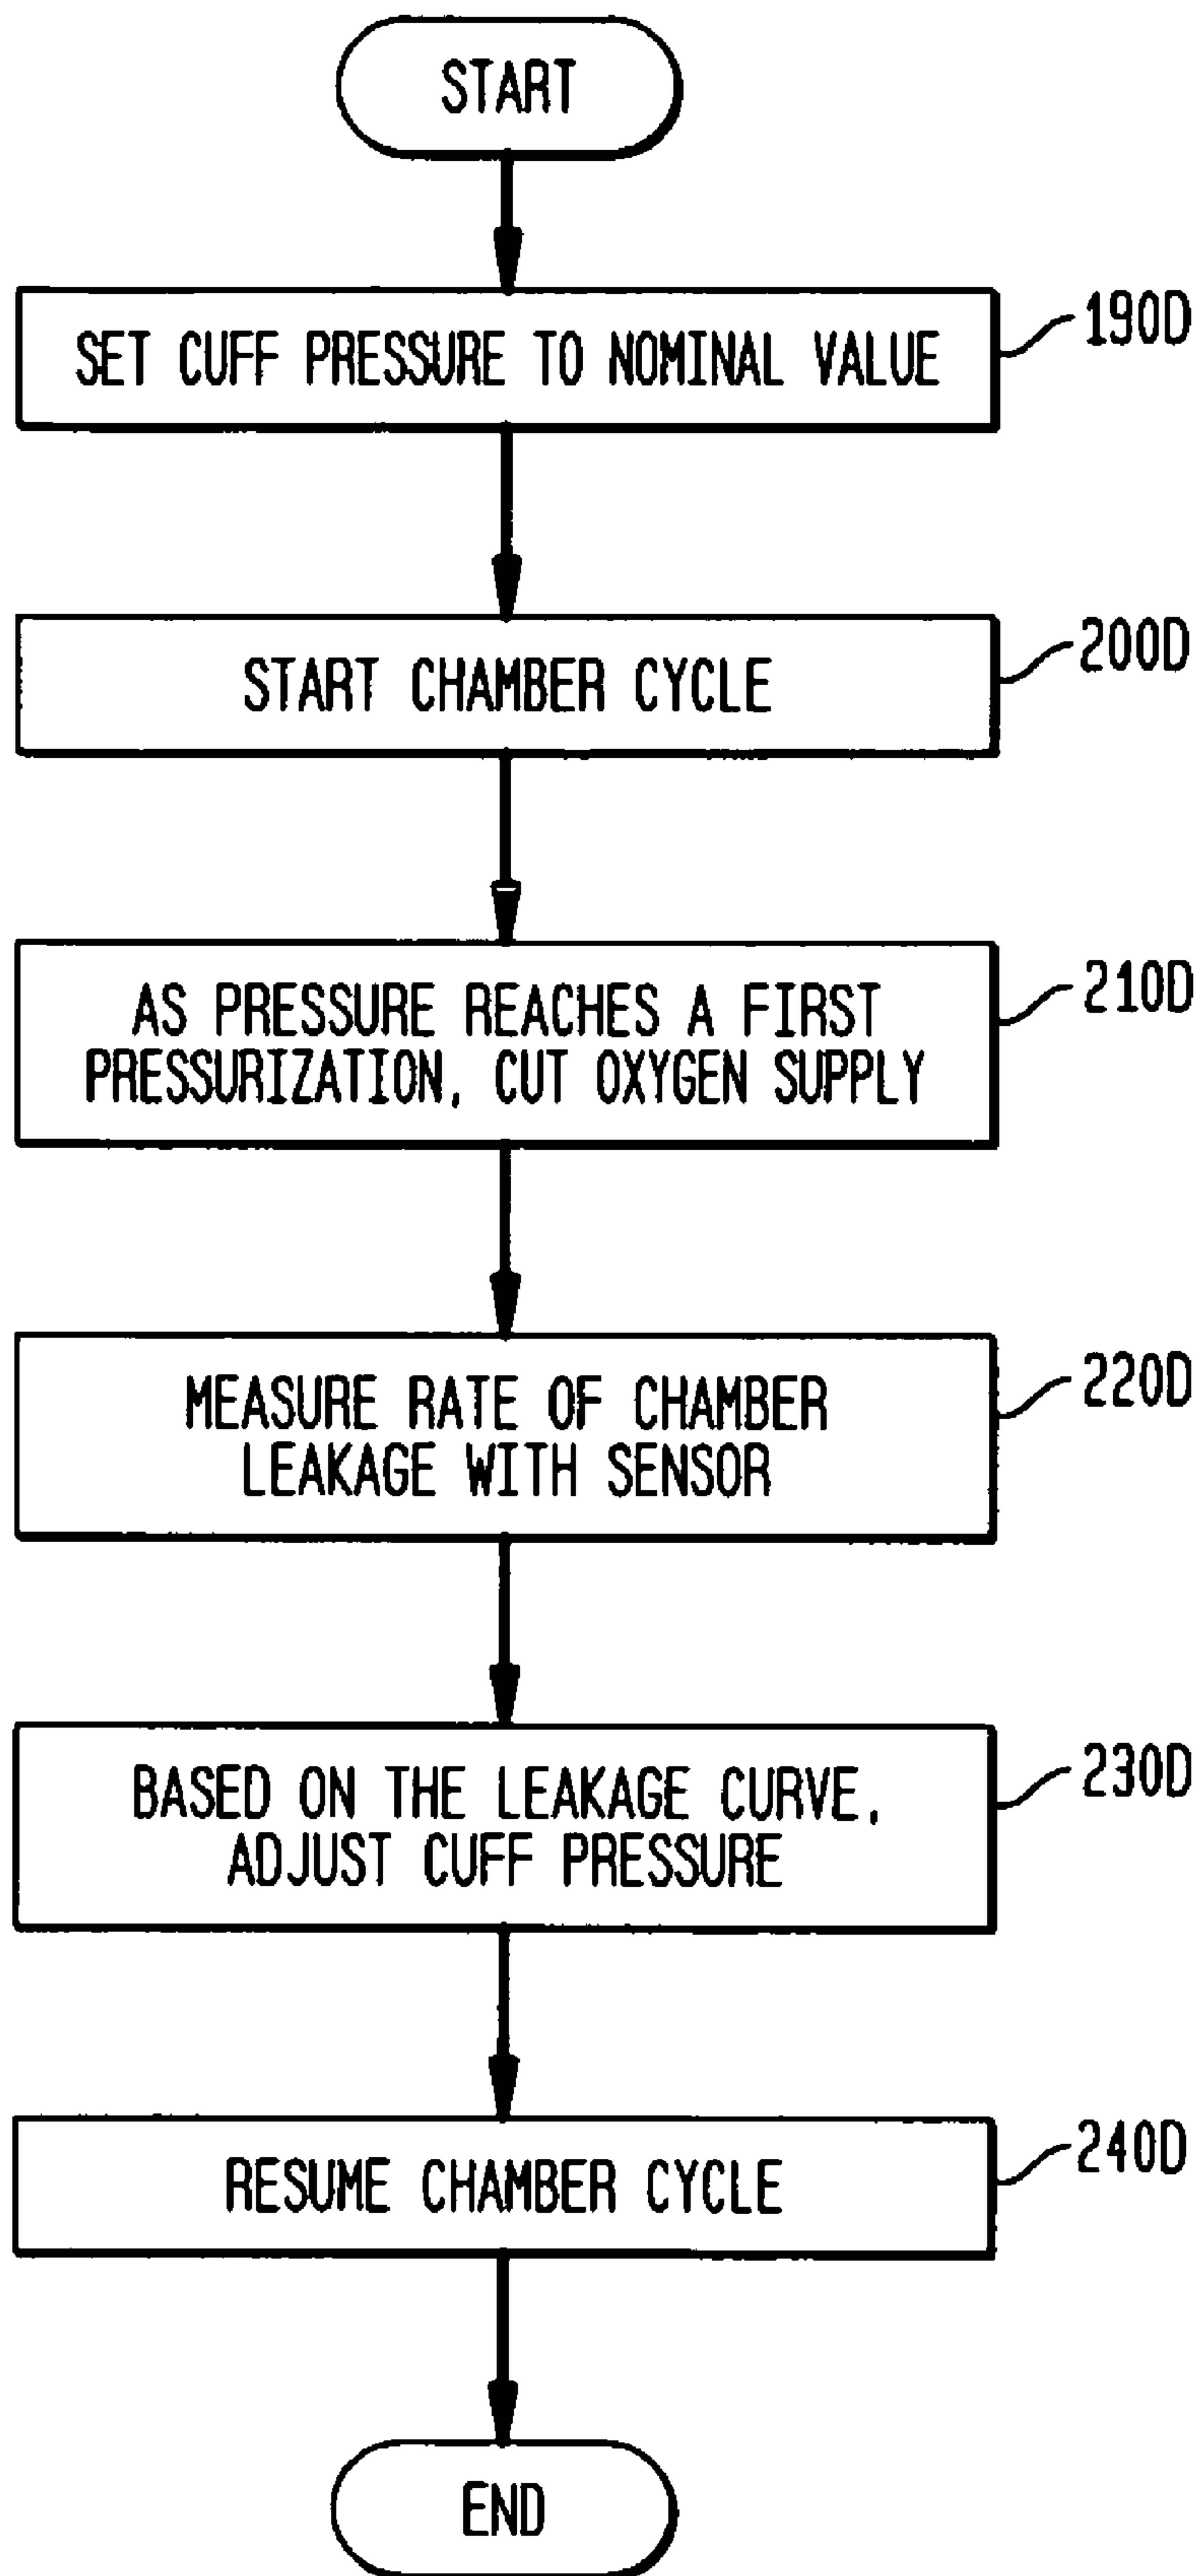 START
SET CUFF PRESSURE TO NOMINAL VALUE
190D
START CHAMBER CYCLE
200D
AS PRESSURE REACHES A FIRST
PRESSURIZATION, CUT OXYGEN SUPPLY
210D
MEASURE RATE OF CHAMBER
LEAKAGE WITH SENSOR
220D
BASED ON THE LEAKAGE CURVE,
ADJUST CUFF PRESSURE
230D
RESUME CHAMBER CYCLE
240D
END